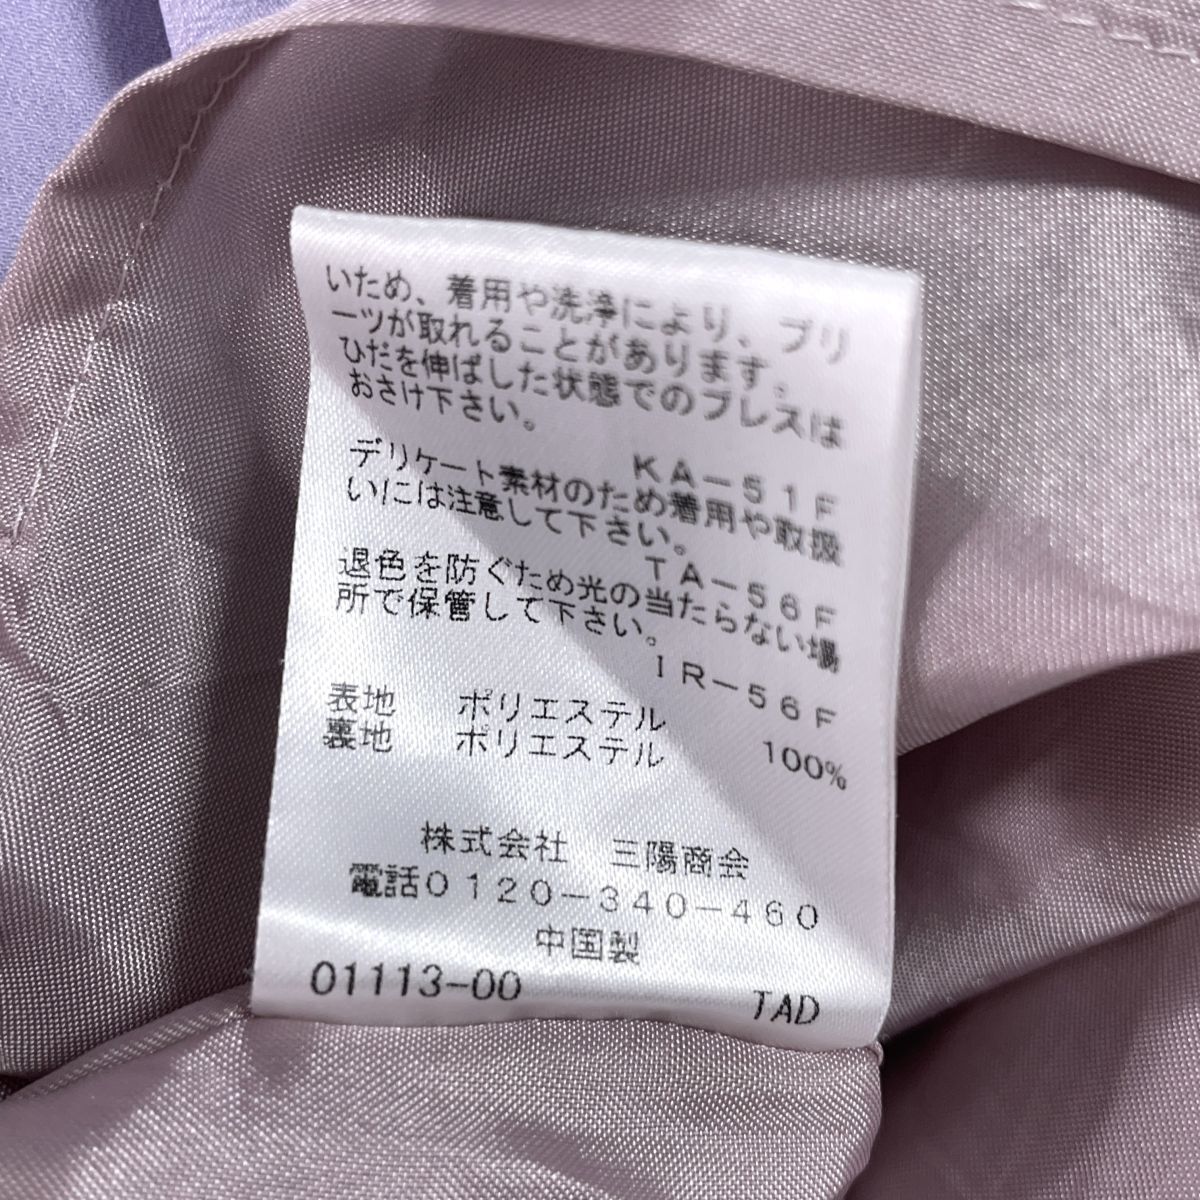 いため、着用や洗浄により、プリ
ーツが取れることがあります。
ひだを伸ばした状態でのプレスは
おさけ下さい。
KA-51F
デリケート素材のため着用や取扱
いには注意して下さい。
TA-56F
退色を防ぐため光の当たらない場
所で保管して下さい。
IR-56F
表地 ポリエステル
裏地 ポリエステル 100%
株式会社 三陽商会
電話0120-340-460
中国製
01113-00 TAD